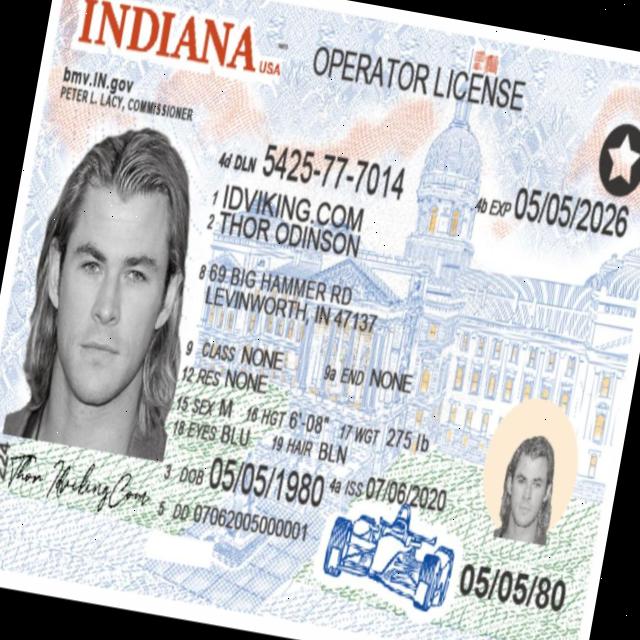 INDIANA USA
OPERATOR LICENSE
bmv.IN.gov
PETER L. LACY, COMMISSIONER
4d DLN 5425-77-7014
4b EXP 05/05/2026
1 IDVIKING.COM
2 THOR ODINSON
8 69 BIG HAMMER RD
LEVINWORTH, IN 47137
9 CLASS NONE 9a END NONE
12 RES NONE
15 SEX M 16 HGT 6'-08" 17 WGT 275 lb
18 EYES BLU 19 HAIR BLN
3 DOB 05/05/1980 4a ISS 07/06/2020
5 DD 07062005000001
05/05/80